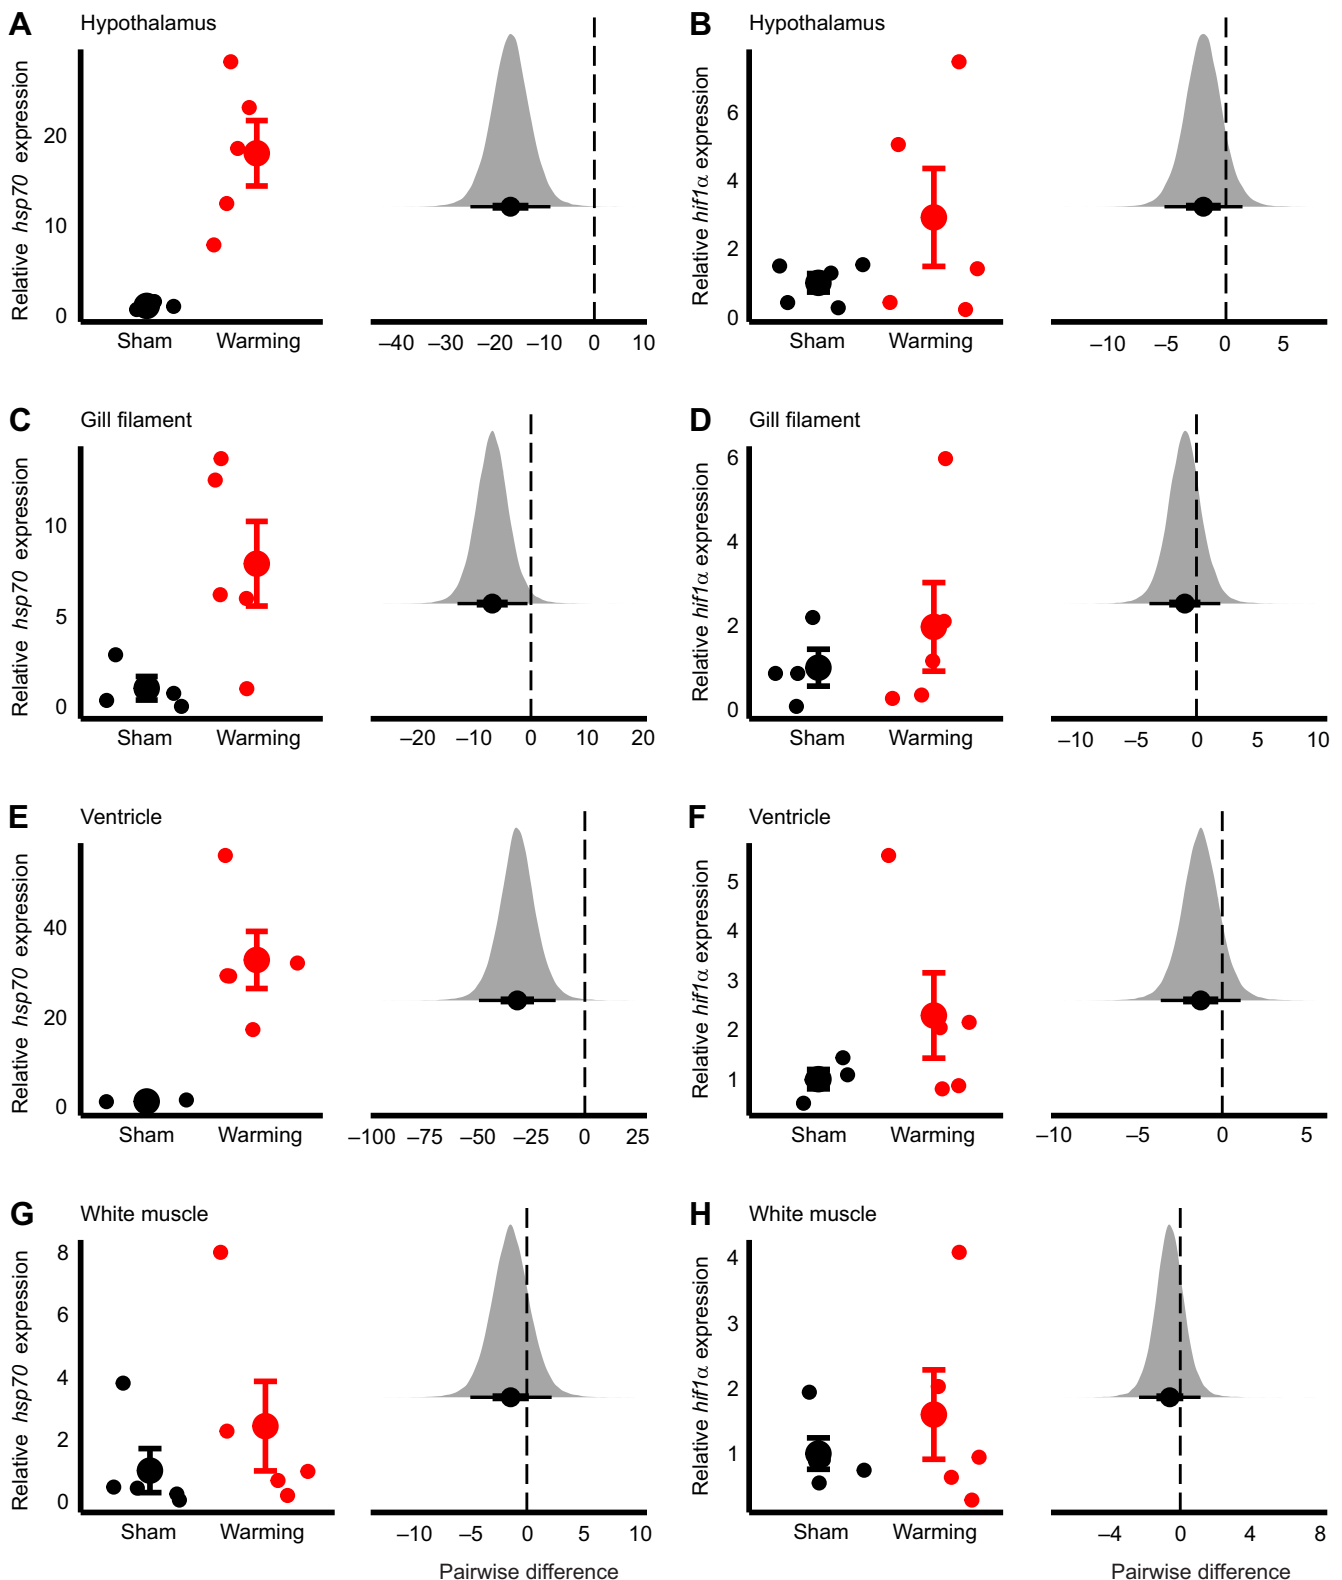 A Hypothalamus
Relative hsp70 expression
20
10
0
Sham Warming
–40 –30 –20 –10 0 10
B Hypothalamus
Relative hif1α expression
6
4
2
0
Sham Warming
–10 –5 0 5
C Gill filament
Relative hsp70 expression
10
5
0
Sham Warming
–20 –10 0 10 20
D Gill filament
Relative hif1α expression
6
4
2
0
Sham Warming
–10 –5 0 5 10
E Ventricle
Relative hsp70 expression
40
20
0
Sham Warming
–100 –75 –50 –25 0 25
F Ventricle
Relative hif1α expression
5
4
3
2
1
Sham Warming
–10 –5 0 5
G White muscle
Relative hsp70 expression
8
6
4
2
0
Sham Warming
–10 –5 0 5 10
Pairwise difference
H White muscle
Relative hif1α expression
4
3
2
1
Sham Warming
–4 0 4 8
Pairwise difference